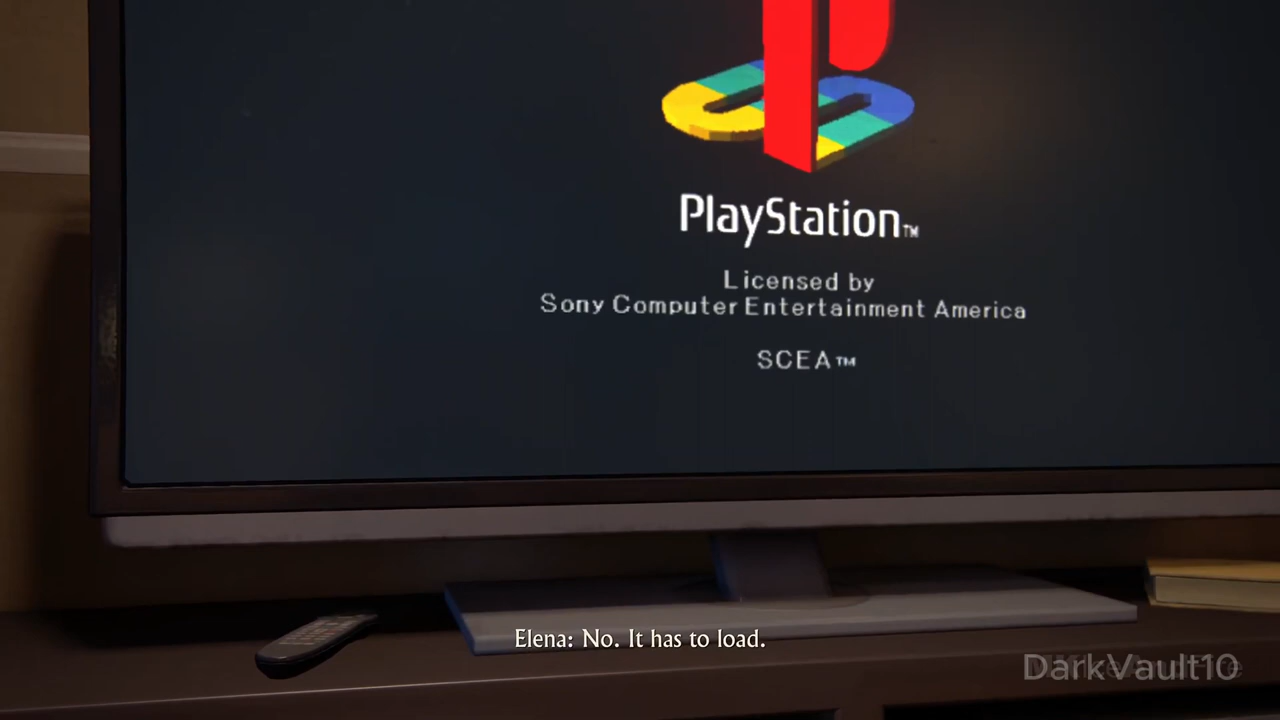 PlayStation™
Licensed by
Sony Computer Entertainment America
SCEA™
Elena: No. It has to load.
DarkVault10